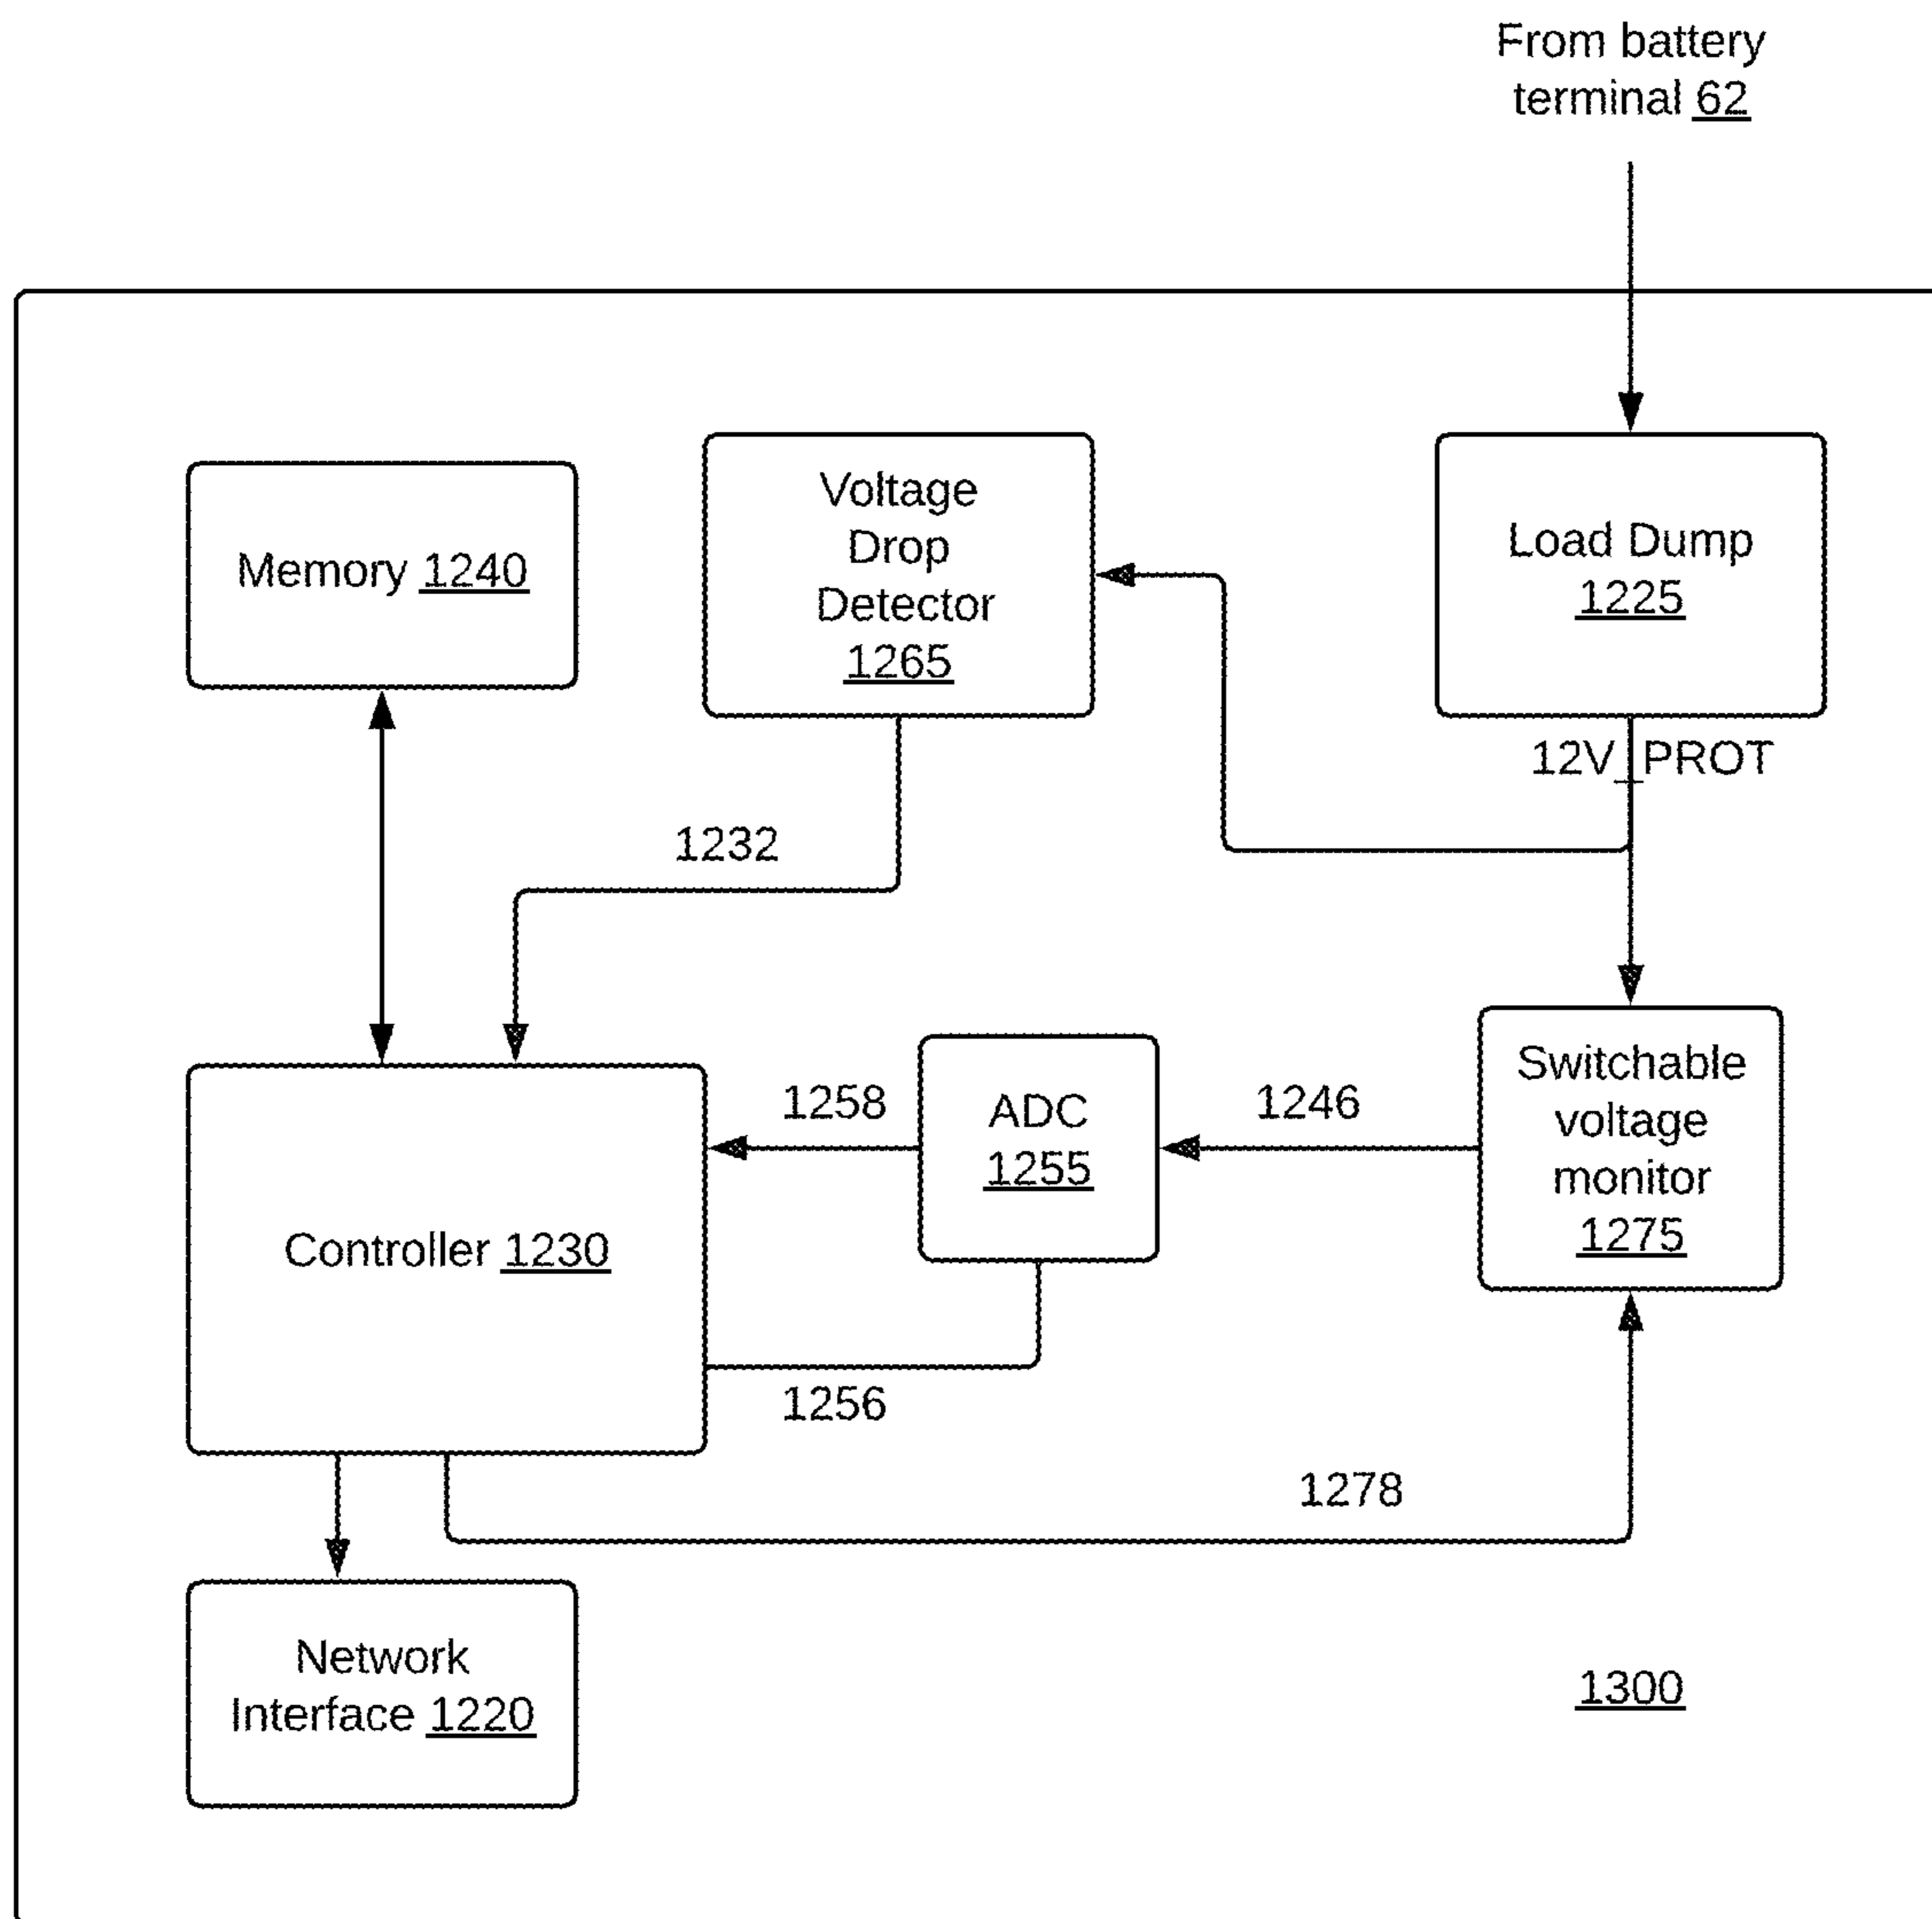 From battery
terminal 62
Voltage
Drop
Detector
1265
Load Dump
1225
Memory 1240
12V_PROT
1232
Switchable
voltage
monitor
1275
1258
ADC
1255
1246
Controller 1230
1256
1278
Network
Interface 1220
1300